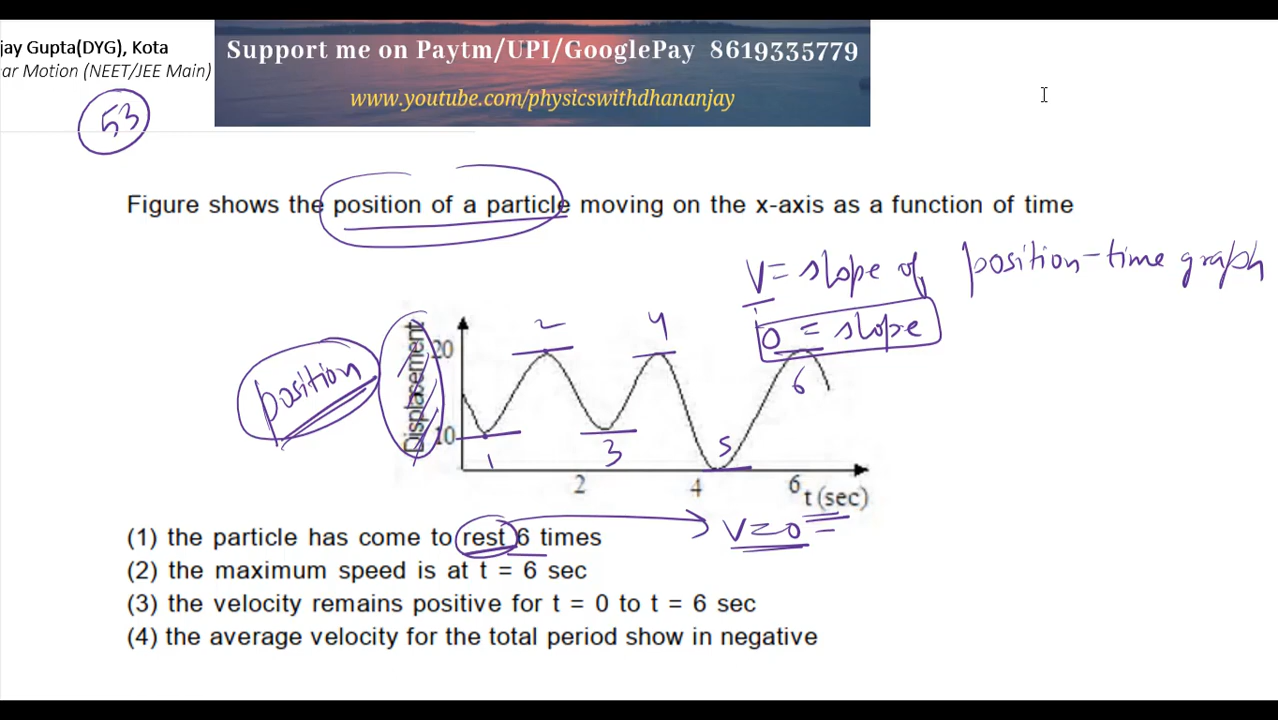 jay Gupta(DYG), Kota
ar Motion (NEET/JEE Main)
Support me on Paytm/UPI/GooglePay 8619335779
www.youtube.com/physicswithdhananjay
53
Figure shows the position of a particle moving on the x-axis as a function of time
V = slope of position-time graph
0 = slope
position
Displacement
20
10
1
2
3
4
5
6
2
4
6
t (sec)
(1) the particle has come to rest 6 times
V=0
(2) the maximum speed is at t = 6 sec
(3) the velocity remains positive for t = 0 to t = 6 sec
(4) the average velocity for the total period show in negative